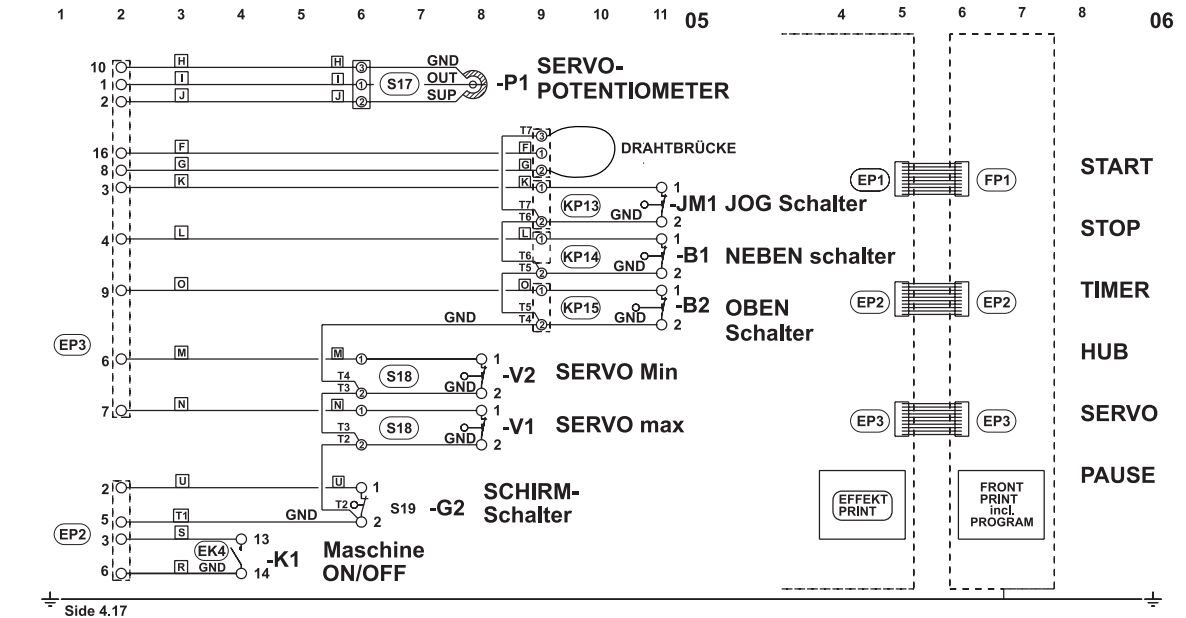 1 2 3 4 5 6 7 8 9 10 11 05 4 5 6 7 8 06
10 H H 3 GND
1 I I 1 S17 OUT
2 J J 2 SUP
-P1 SERVO-
POTENTIOMETER
T7 3
16 F F 1 DRAHTBRÜCKE
8 G G 2
3 K K 1 1
T7 KP13 -JM1 JOG Schalter
T6 2 GND 2
4 L L 1 1
T6 KP14 -B1 NEBEN schalter
T5 2 GND 2
9 O O 1 1
T5 KP15 -B2 OBEN
Schalter
GND T4 2 GND 2
EP3
6 M M 1 1
T4 S18 -V2 SERVO Min
T3 2 GND 2
7 N N 1 1
T3 S18 -V1 SERVO max
T2 2 GND 2
2 U U 1
T2 S19 -G2 SCHIRM-
Schalter
5 T1 GND 2
EP2
3 S 13
EK4 -K1 Maschine
ON/OFF
6 R GND 14
Side 4.17
EP1 FP1
EP2 EP2
EP3 EP3
EFFEKT
PRINT
FRONT
PRINT
incl.
PROGRAM
START
STOP
TIMER
HUB
SERVO
PAUSE